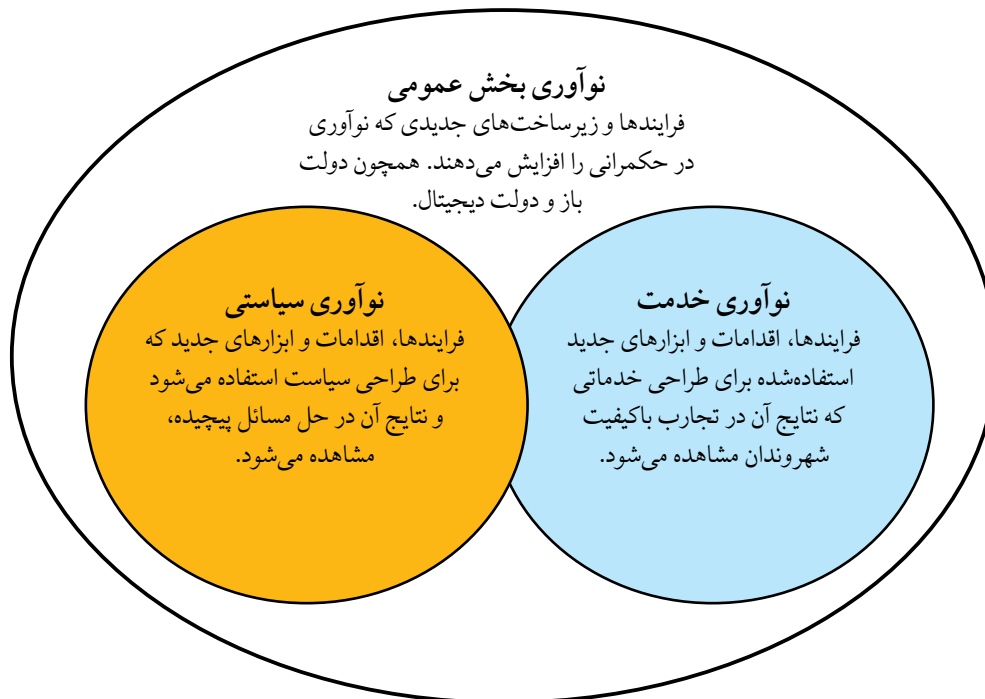 نوآوری بخش عمومی
فرایندها و زیرساخت‌های جدیدی که نوآوری
در حکمرانی را افزایش می‌دهند. همچون دولت
باز و دولت دیجیتال.
نوآوری خدمت
فرایندها، اقدامات و ابزارهای جدید
استفاده‌شده برای طراحی خدماتی
که نتایج آن در تجارب باکیفیت
شهروندان مشاهده می‌شود.
نوآوری سیاستی
فرایندها، اقدامات و ابزارهای جدید که
برای طراحی سیاست استفاده می‌شود
و نتایج آن در حل مسائل پیچیده،
مشاهده می‌شود.